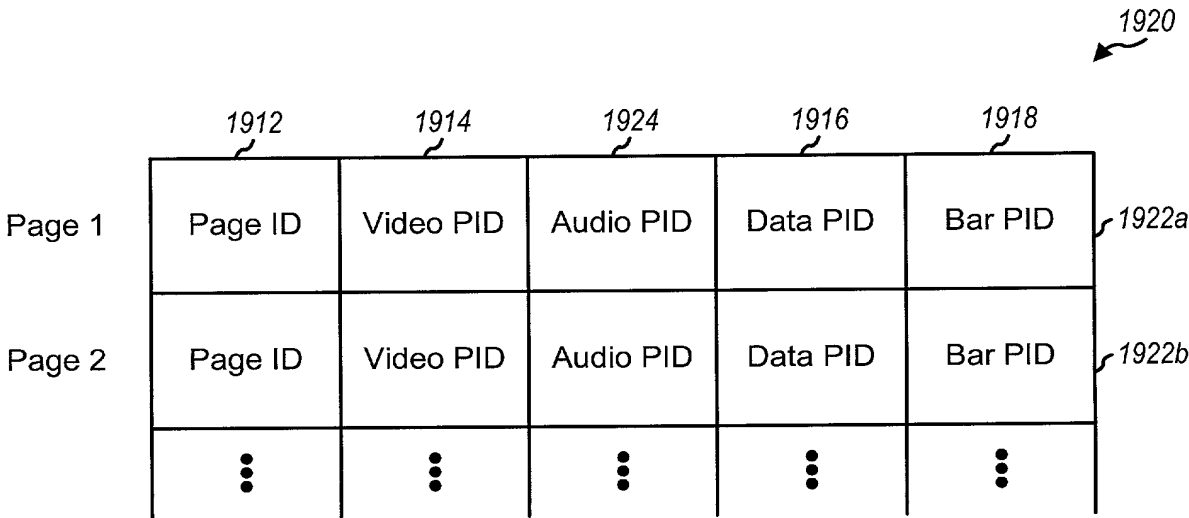 1920
1912 1914 1924 1916 1918
Page 1 Page ID Video PID Audio PID Data PID Bar PID 1922a
Page 2 Page ID Video PID Audio PID Data PID Bar PID 1922b